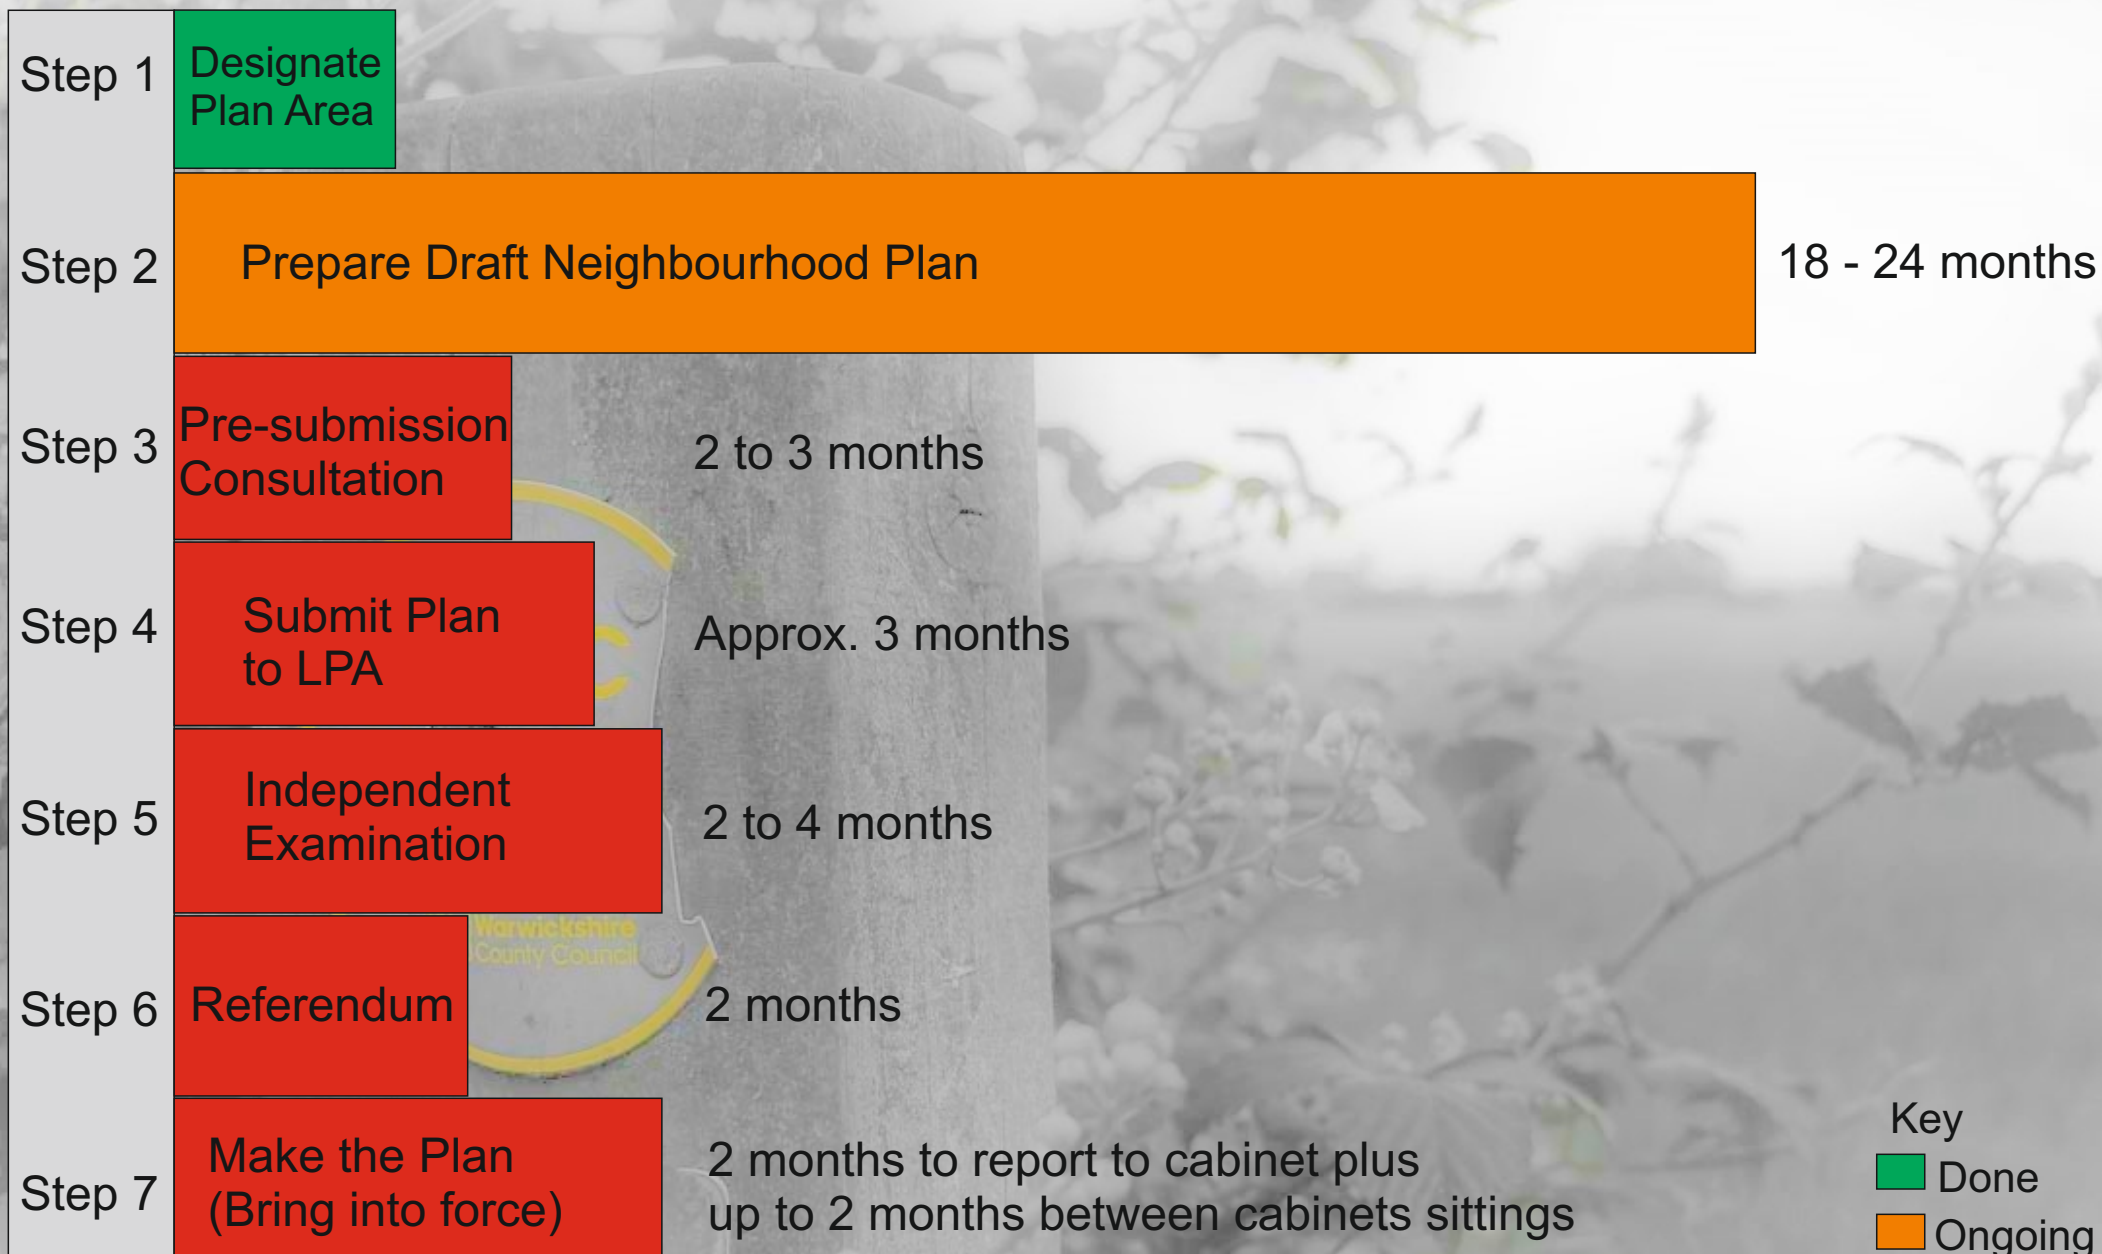 Step 1
Designate
Plan Area
Step 2
Prepare Draft Neighbourhood Plan
18 - 24 months
Step 3
Pre-submission
Consultation
2 to 3 months
Step 4
Submit Plan
to LPA
Approx. 3 months
Step 5
Independent
Examination
2 to 4 months
Warwickshire
County Council
Step 6
Referendum
2 months
Step 7
Make the Plan
(Bring into force)
2 months to report to cabinet plus
up to 2 months between cabinets sittings
Key
Done
Ongoing